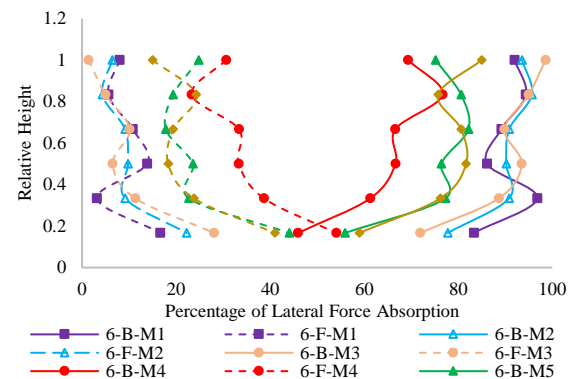 1.2
1
0.8
0.6
0.4
0.2
0
Relative Height
0 20 40 60 80 100
Percentage of Lateral Force Absorption
6-B-M1 6-F-M1 6-B-M2
6-F-M2 6-B-M3 6-F-M3
6-B-M4 6-F-M4 6-B-M5